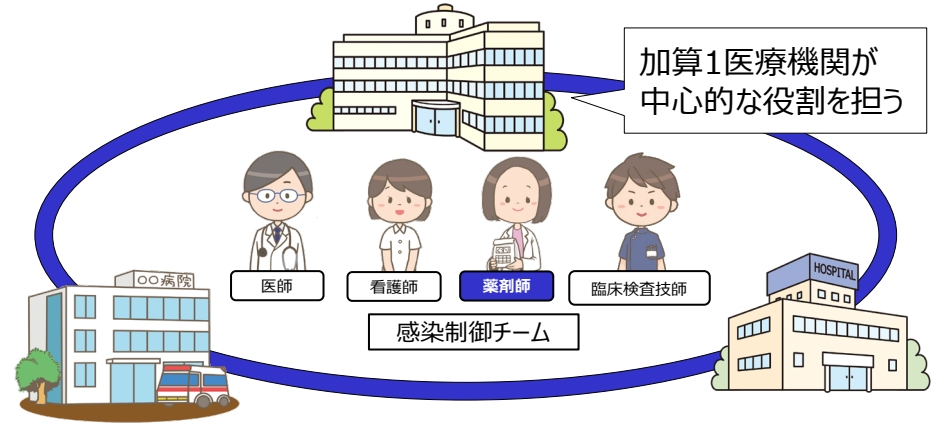 加算1医療機関が
中心的な役割を担う
医師
看護師
薬剤師
臨床検査技師
感染制御チーム
○○病院
HOSPITAL